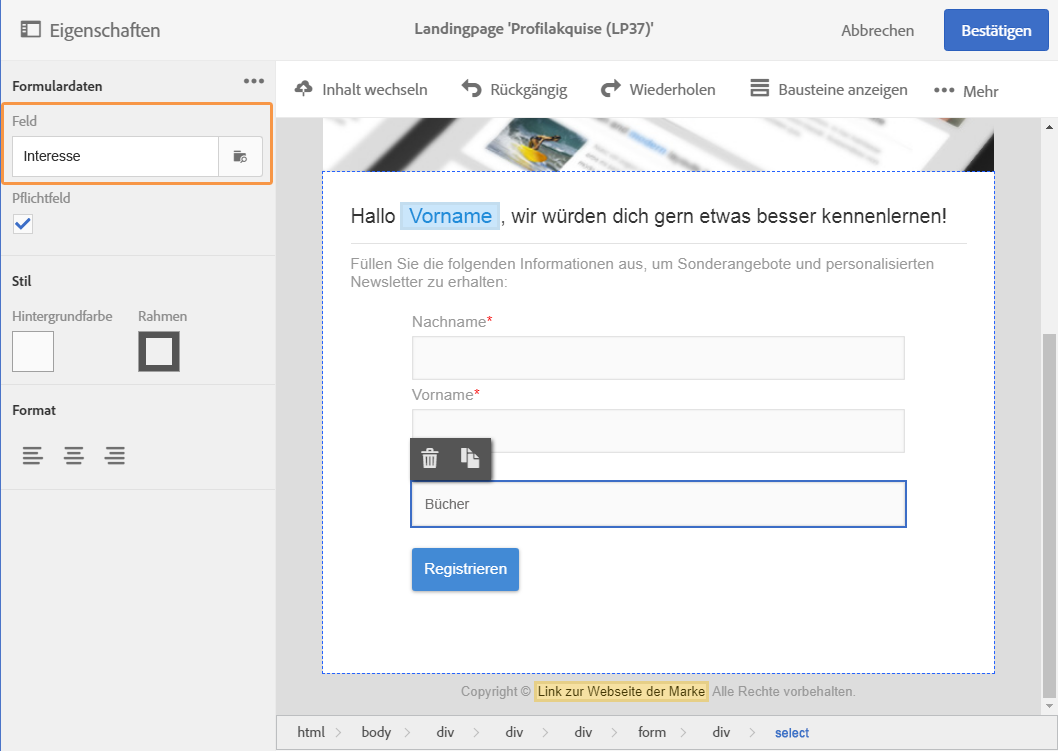 Eigenschaften
Landingpage 'Profilakquise (LP37)'
Abbrechen
Bestätigen
Formulardaten
Feld
Interesse
Pflichtfeld
Stil
Hintergrundfarbe
Rahmen
Format
Inhalt wechseln
Rückgängig
Wiederholen
Bausteine anzeigen
Mehr
Hallo Vorname, wir würden dich gern etwas besser kennenlernen!
Füllen Sie die folgenden Informationen aus, um Sonderangebote und personalisierten
Newsletter zu erhalten:
Nachname*
Vorname*
Bücher
Registrieren
Copyright © Link zur Webseite der Marke Alle Rechte vorbehalten.
html
body
div
div
div
form
div
select